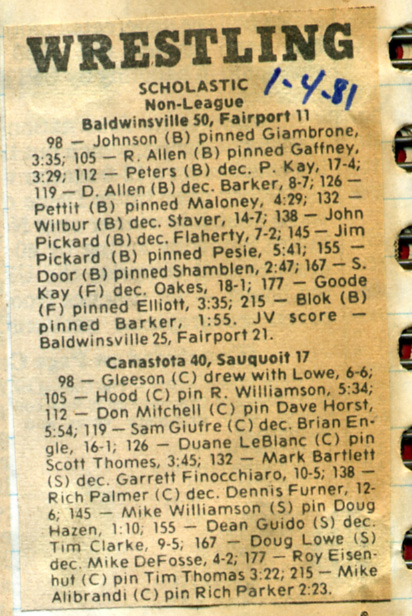 WRESTLING
SCHOLASTIC 1-4-81
Non-League
Baldwinsville 50, Fairport 11
98 — Johnson (B) pinned Giambrone,
3:35; 105 — R. Allen (B) pinned Gaffney,
3:29; 112 — Peters (B) dec. P. Kay, 17-4;
119 — D. Allen (B) dec. Barker, 8-7; 126 —
Pettit (B) pinned Maloney, 4:29; 132 —
Wilbur (B) dec. Staver, 14-7; 138 — John
Pickard (B) dec. Flaherty, 7-2; 145 — Jim
Pickard (B) pinned Pesie, 5:41; 155 —
Door (B) pinned Shamblen, 2:47; 167 — S.
Kay (F) dec. Oakes, 18-1; 177 — Goode
(F) pinned Elliott, 3:35; 215 — Blok (B)
pinned Barker, 1:55. JV score —
Baldwinsville 25, Fairport 21.
Canastota 40, Sauquoit 17
98 — Gleeson (C) drew with Lowe, 6-6;
105 — Hood (C) pin R. Williamson, 5:34;
112 — Don Mitchell (C) pin Dave Horst,
5:54; 119 — Sam Giufre (C) dec. Brian En-
gle, 16-1; 126 — Duane LeBlanc (C) pin
Scott Thomes, 3:45; 132 — Mark Bartlett
(S) dec. Garrett Finocchiaro, 10-5; 138 —
Rich Palmer (C) dec. Dennis Furner, 12-
6; 145 — Mike Williamson (S) pin Doug
Hazen, 1:10; 155 — Dean Guido (S) dec.
Tim Clarke, 9-5; 167 — Doug Lowe (S)
dec. Mike DeFosse, 4-2; 177 — Roy Eisen-
hut (C) pin Tim Thomas 3:22; 215 — Mike
Alibrandi (C) pin Rich Parker 2:23.